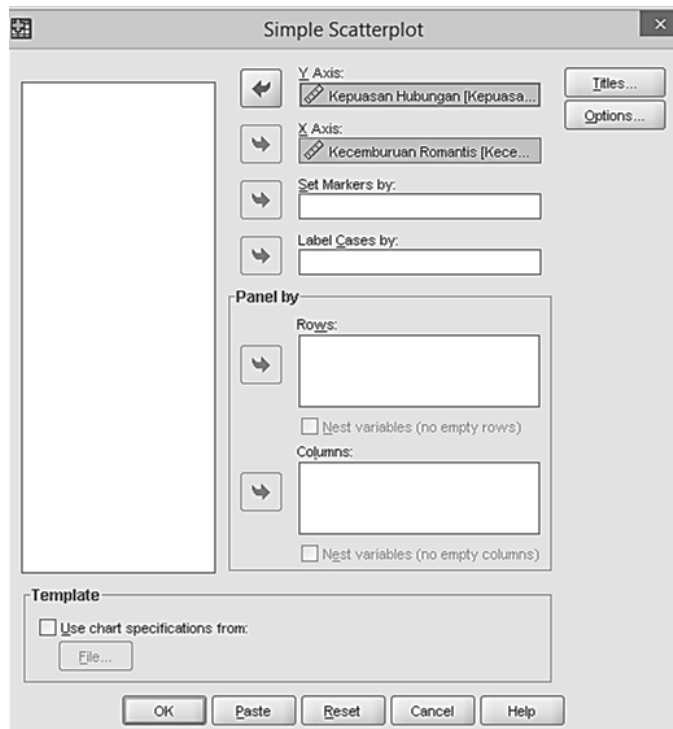 Simple Scatterplot
Y Axis:
Kepuasan Hubungan [Kepuasa...
X Axis:
Kecemburuan Romantis [Kece...
Set Markers by:
Label Cases by:
Panel by
Rows:
Nest variables (no empty rows)
Columns:
Nest variables (no empty columns)
Titles...
Options...
Template
Use chart specifications from:
File...
OK
Paste
Reset
Cancel
Help